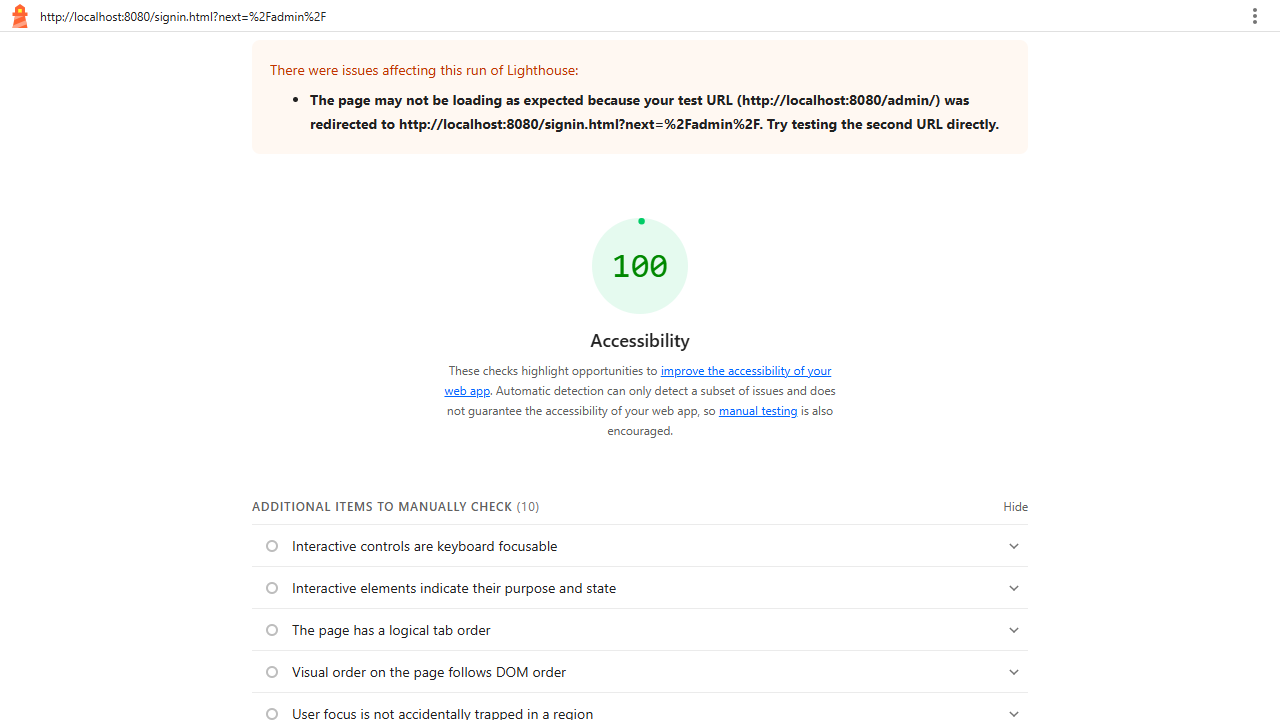 http://localhost:8080/signin.html?next=%2Fadmin%2F
There were issues affecting this run of Lighthouse:
The page may not be loading as expected because your test URL (http://localhost:8080/admin/) was
redirected to http://localhost:8080/signin.html?next=%2Fadmin%2F. Try testing the second URL directly.
100
Accessibility
These checks highlight opportunities to improve the accessibility of your
web app. Automatic detection can only detect a subset of issues and does
not guarantee the accessibility of your web app, so manual testing is also
encouraged.
ADDITIONAL ITEMS TO MANUALLY CHECK (10)
Hide
Interactive controls are keyboard focusable
Interactive elements indicate their purpose and state
The page has a logical tab order
Visual order on the page follows DOM order
User focus is not accidentally trapped in a region